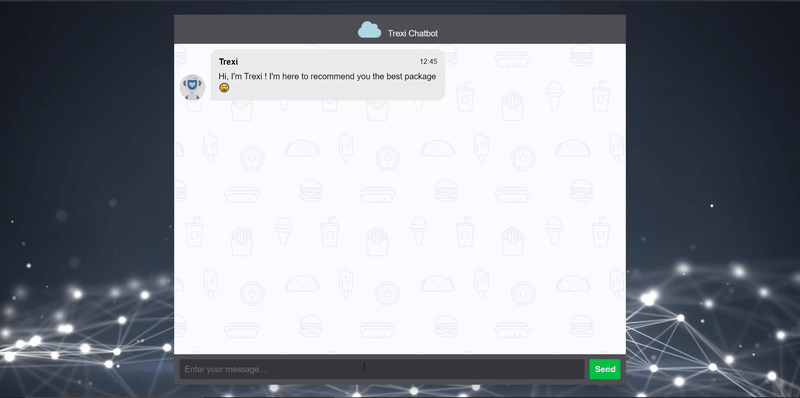 Trexi Chatbot
Trexi 12:45
Hi, I'm Trexi ! I'm here to recommend you the best package
😄
Enter your message... Send